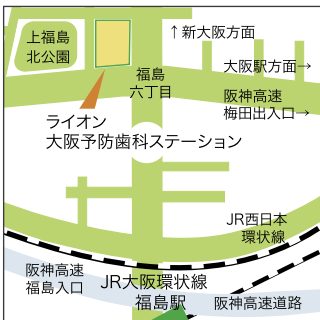 上福島
北公園
↑新大阪方面
大阪駅方面→
福島
六丁目
阪神高速
梅田出入口→
ライオン
大阪予防歯科ステーション
JR西日本
環状線
阪神高速
福島入口
JR大阪環状線
福島駅
阪神高速道路